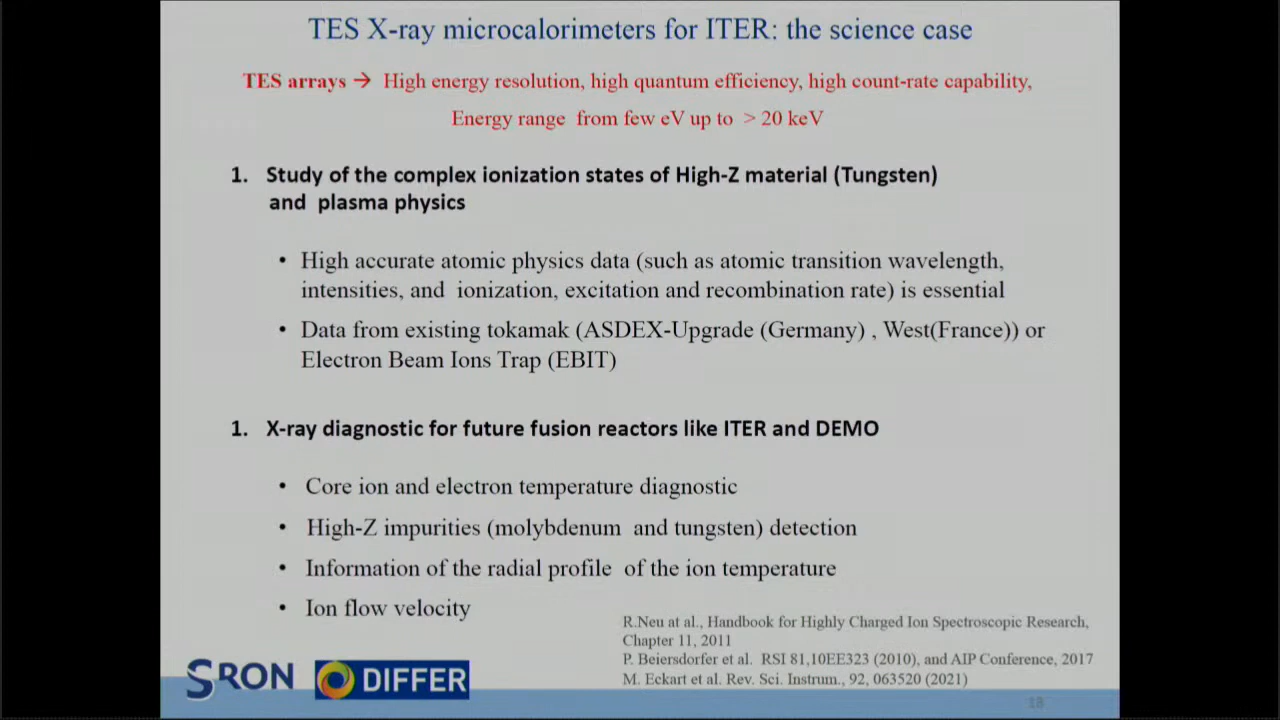 TES X-ray microcalorimeters for ITER: the science case
TES arrays → High energy resolution, high quantum efficiency, high count-rate capability,
Energy range from few eV up to > 20 keV
1. Study of the complex ionization states of High-Z material (Tungsten)
and plasma physics
• High accurate atomic physics data (such as atomic transition wavelength,
intensities, and ionization, excitation and recombination rate) is essential
• Data from existing tokamak (ASDEX-Upgrade (Germany) , West(France)) or
Electron Beam Ions Trap (EBIT)
1. X-ray diagnostic for future fusion reactors like ITER and DEMO
• Core ion and electron temperature diagnostic
• High-Z impurities (molybdenum and tungsten) detection
• Information of the radial profile of the ion temperature
• Ion flow velocity
R.Neu at al., Handbook for Highly Charged Ion Spectroscopic Research,
Chapter 11, 2011
P. Beiersdorfer et al. RSI 81,10EE323 (2010), and AIP Conference, 2017
M. Eckart et al. Rev. Sci. Instrum., 92, 063520 (2021)
SRON
DIFFER
18